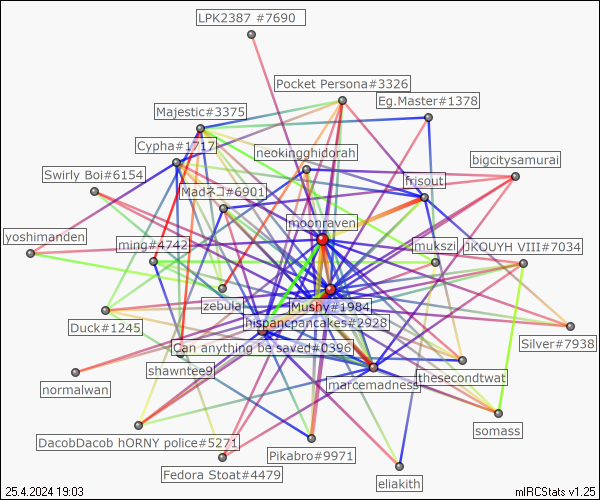 LPK2387 #7690
Pocket Persona#3326
Eg.Master#1378
Majestic#3375
Cypha#1717
neokingghidorah
bigcitysamurai
Swirly Boi#6154
Madネコ#6901
frisout
moonraven
yoshimanden
ming#4742
mukszi
JKOUYH VIII#7034
zebula
Mushy#1984
Duck#1245
hispancpancakes#2928
Silver#7938
Can anything be saved#0396
shawntee9
thesecondtwat
normalwan
marcemadness
somass
DacobDacob hORNY police#5271
Pikabro#9971
Fedora Stoat#4479
eliakith
25.4.2024 19:03
mIRCStats v1.25